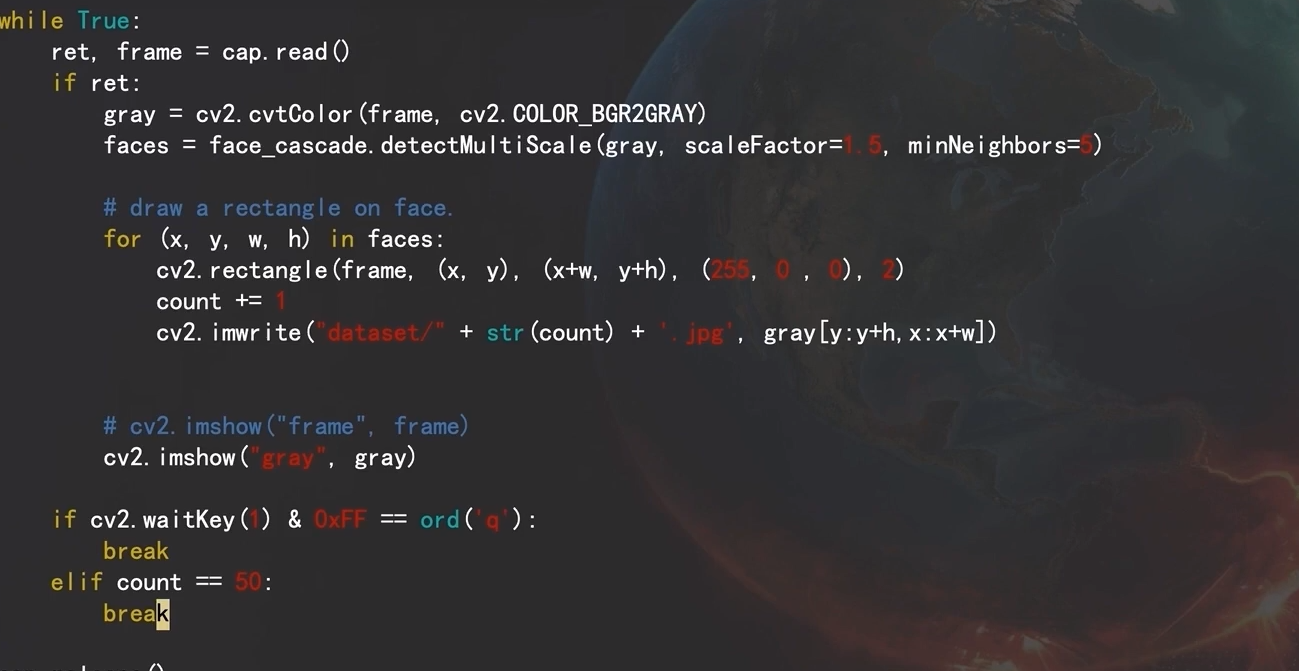 while True:
    ret, frame = cap.read()
    if ret:
        gray = cv2.cvtColor(frame, cv2.COLOR_BGR2GRAY)
        faces = face_cascade.detectMultiScale(gray, scaleFactor=1.5, minNeighbors=5)
        # draw a rectangle on face.
        for (x, y, w, h) in faces:
            cv2.rectangle(frame, (x, y), (x+w, y+h), (255, 0 , 0), 2)
            count += 1
            cv2.imwrite("dataset/" + str(count) + '.jpg', gray[y:y+h,x:x+w])
        # cv2.imshow("frame", frame)
        cv2.imshow("gray", gray)
    if cv2.waitKey(1) & 0xFF == ord('q'):
        break
    elif count == 50:
        break